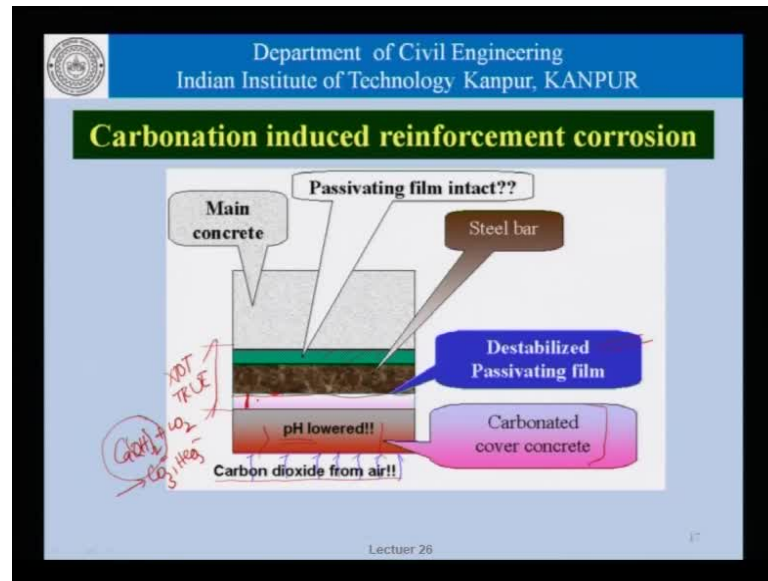 Department of Civil Engineering
Indian Institute of Technology Kanpur, KANPUR
Carbonation induced reinforcement corrosion
Passivating film intact??
Main
concrete
Steel bar
Destabilized
Passivating film
NOT
TRUE
pH lowered!!
Carbonated
cover concrete
Carbon dioxide from air!!
Lectuer 26
17